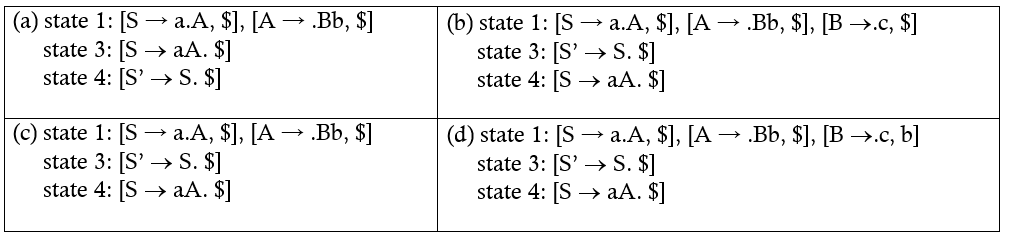 (a) state 1: [S → a.A, $], [A → .Bb, $]
state 3: [S → aA. $]
state 4: [S’ → S. $]
(b) state 1: [S → a.A, $], [A → .Bb, $], [B →.c, $]
state 3: [S’ → S. $]
state 4: [S → aA. $]
(c) state 1: [S → a.A, $], [A → .Bb, $]
state 3: [S’ → S. $]
state 4: [S → aA. $]
(d) state 1: [S → a.A, $], [A → .Bb, $], [B →.c, b]
state 3: [S’ → S. $]
state 4: [S → aA. $]